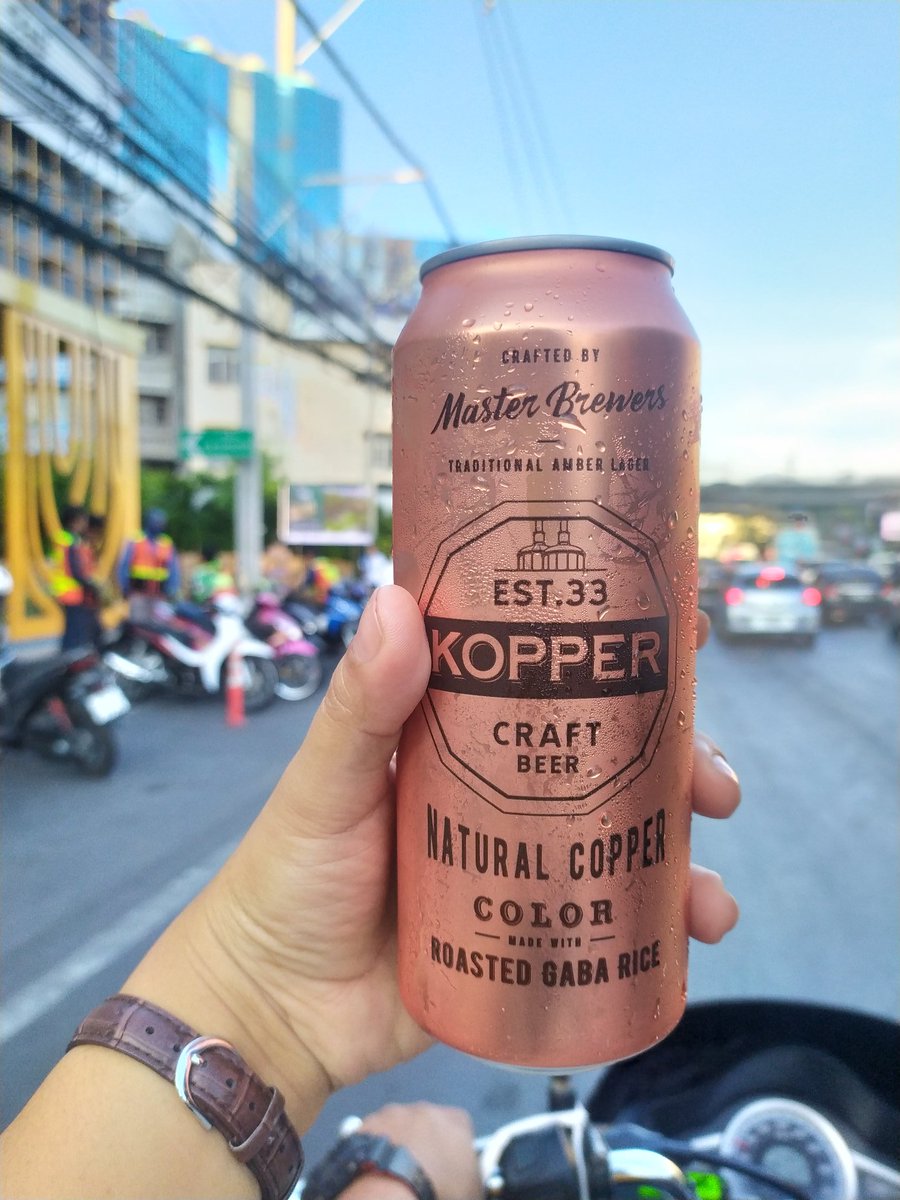 CRAFTED BY
Master Brewers
TRADITIONAL AMBER LAGER
EST.33
KOPPER
CRAFT
BEER
NATURAL COPPER
COLOR
MADE WITH
ROASTED GABA RICE